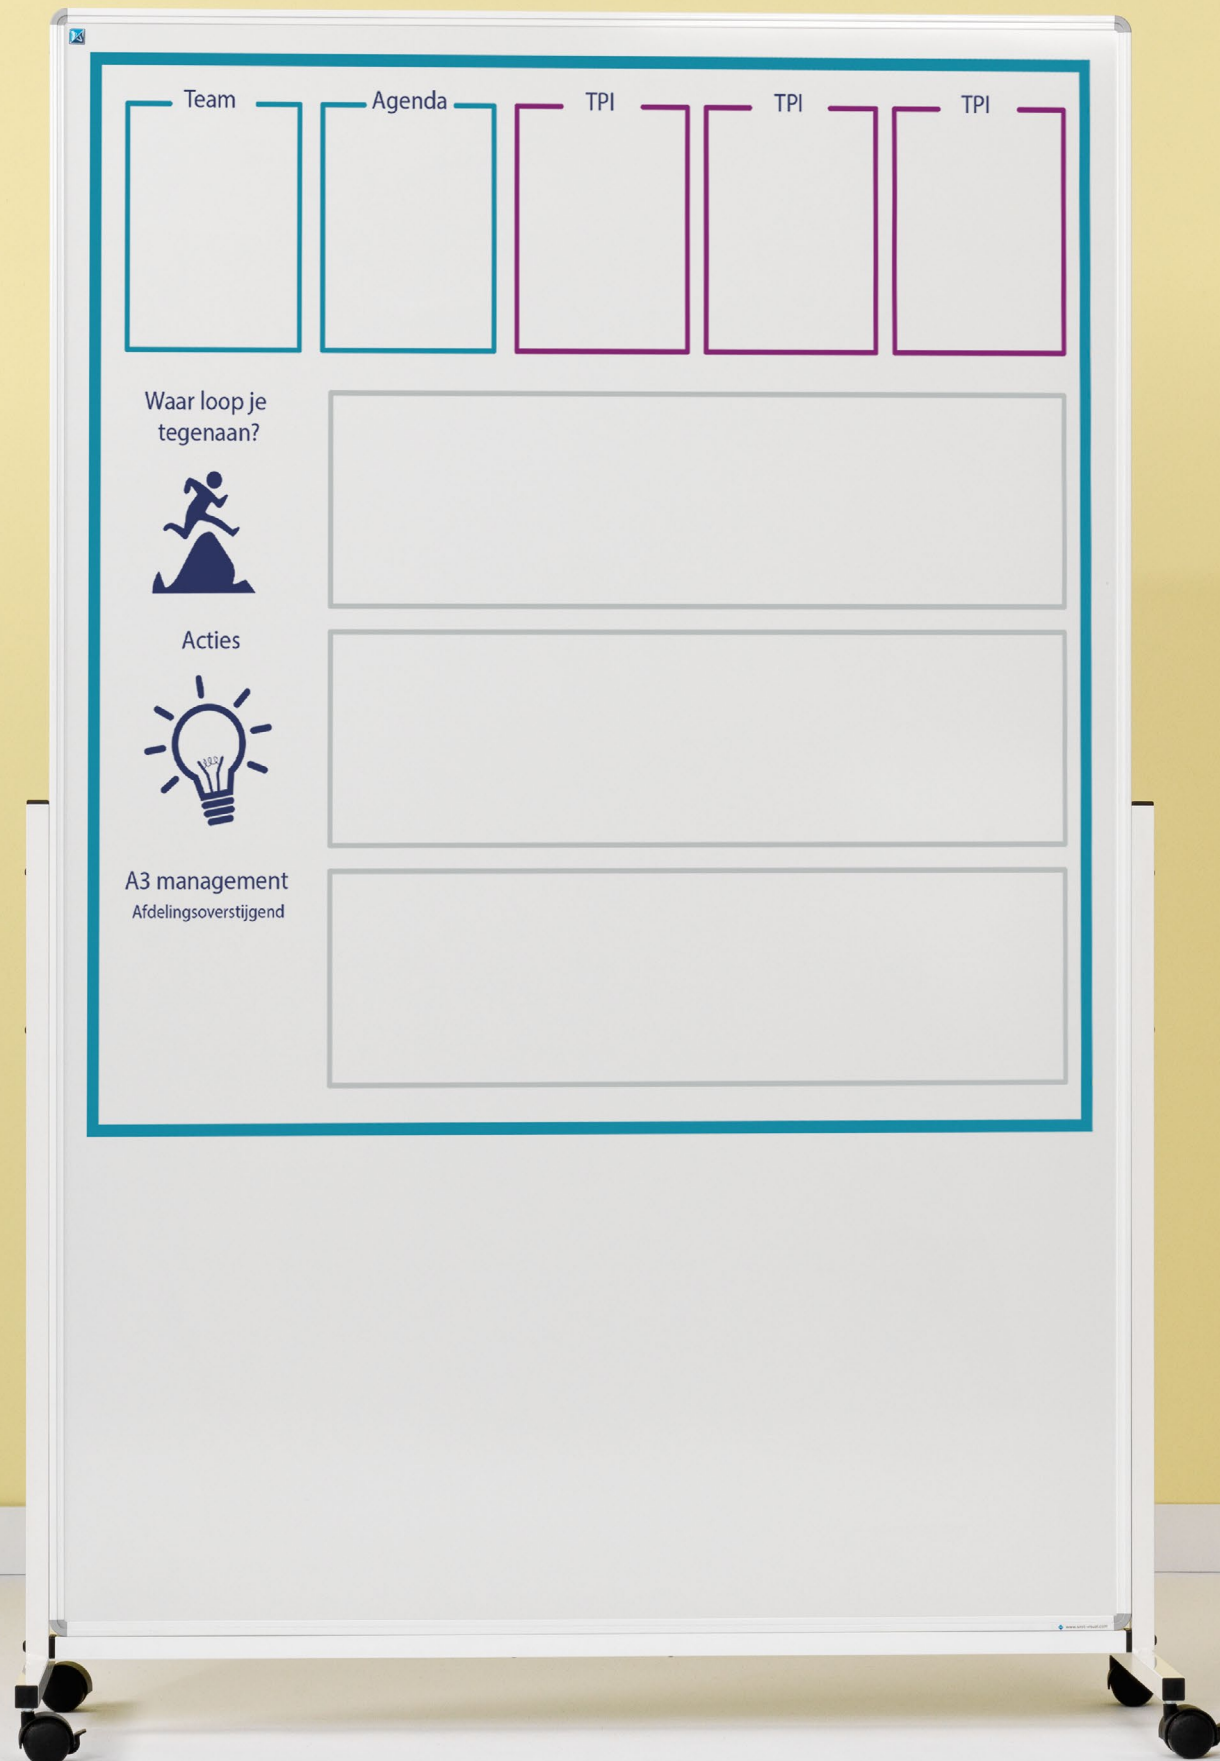 Team
Agenda
TPI
TPI
TPI
Waar loop je
tegenaan?
Acties
A3 management
Afdelingsoverstijgend